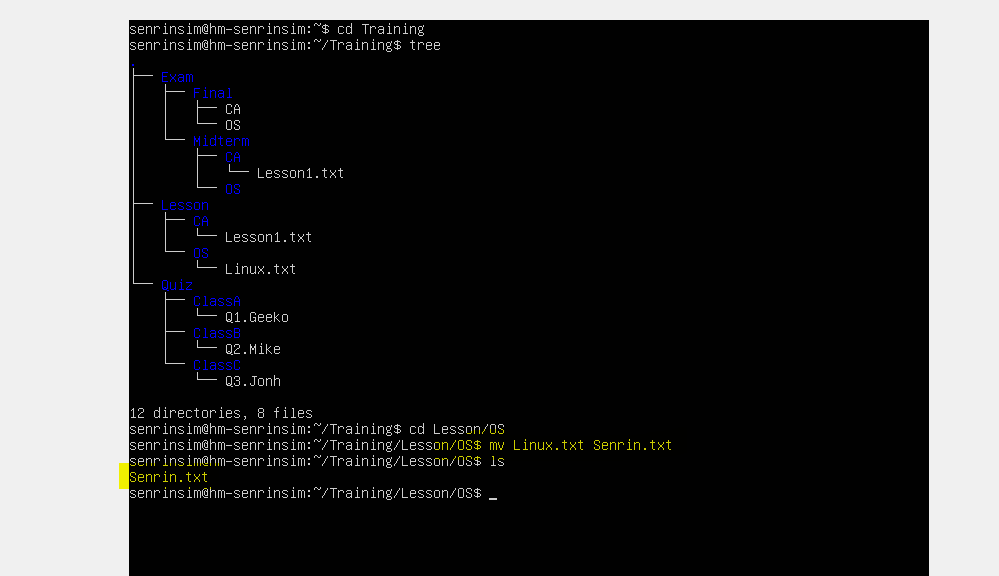 senrinsim@hm-senrinsim:~$ cd Training
senrinsim@hm-senrinsim:~/Training$ tree
.
├── Exam
│   ├── Final
│   │   ├── CA
│   │   └── OS
│   └── Midterm
│       ├── CA
│       │   └── Lesson1.txt
│       └── OS
├── Lesson
│   ├── CA
│   │   └── Lesson1.txt
│   └── OS
│       └── Linux.txt
└── Quiz
    ├── ClassA
    │   └── Q1.Geeko
    ├── ClassB
    │   └── Q2.Mike
    └── ClassC
        └── Q3.Jonh
12 directories, 8 files
senrinsim@hm-senrinsim:~/Training$ cd Lesson/OS
senrinsim@hm-senrinsim:~/Training/Lesson/OS$ mv Linux.txt Senrin.txt
senrinsim@hm-senrinsim:~/Training/Lesson/OS$ ls
Senrin.txt
senrinsim@hm-senrinsim:~/Training/Lesson/OS$ _